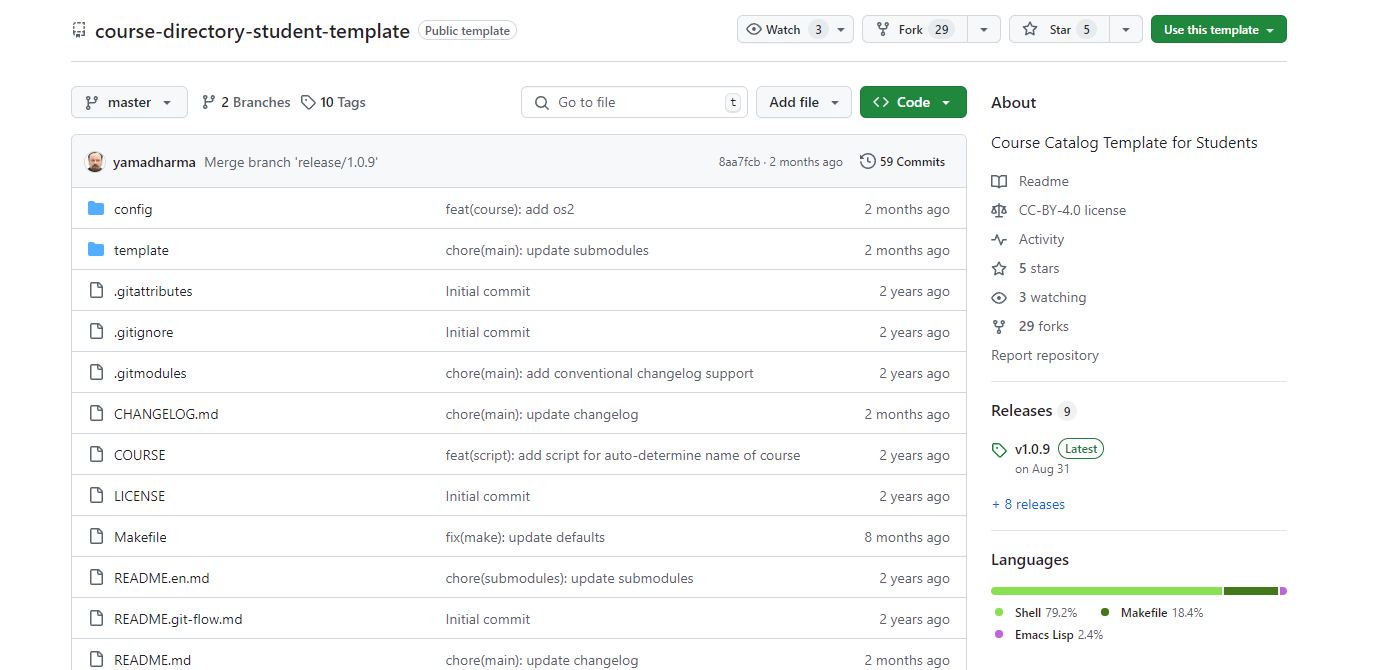 course-directory-student-template Public template Watch 3 Fork 29 Star 5 Use this template
master 2 Branches 10 Tags Go to file t Add file <> Code
yamadharma Merge branch 'release/1.0.9' 8aa7fcb · 2 months ago 59 Commits
config feat(course): add os2 2 months ago
template chore(main): update submodules 2 months ago
.gitattributes Initial commit 2 years ago
.gitignore Initial commit 2 years ago
.gitmodules chore(main): add conventional changelog support 2 years ago
CHANGELOG.md chore(main): update changelog 2 months ago
COURSE feat(script): add script for auto-determine name of course 2 years ago
LICENSE Initial commit 2 years ago
Makefile fix(make): update defaults 8 months ago
README.en.md chore(submodules): update submodules 2 years ago
README.git-flow.md Initial commit 2 years ago
README.md chore(main): update changelog 2 months ago
About
Course Catalog Template for Students
Readme
CC-BY-4.0 license
Activity
5 stars
3 watching
29 forks
Report repository
Releases 9
v1.0.9 Latest
on Aug 31
+ 8 releases
Languages
Shell 79.2% Makefile 18.4%
Emacs Lisp 2.4%